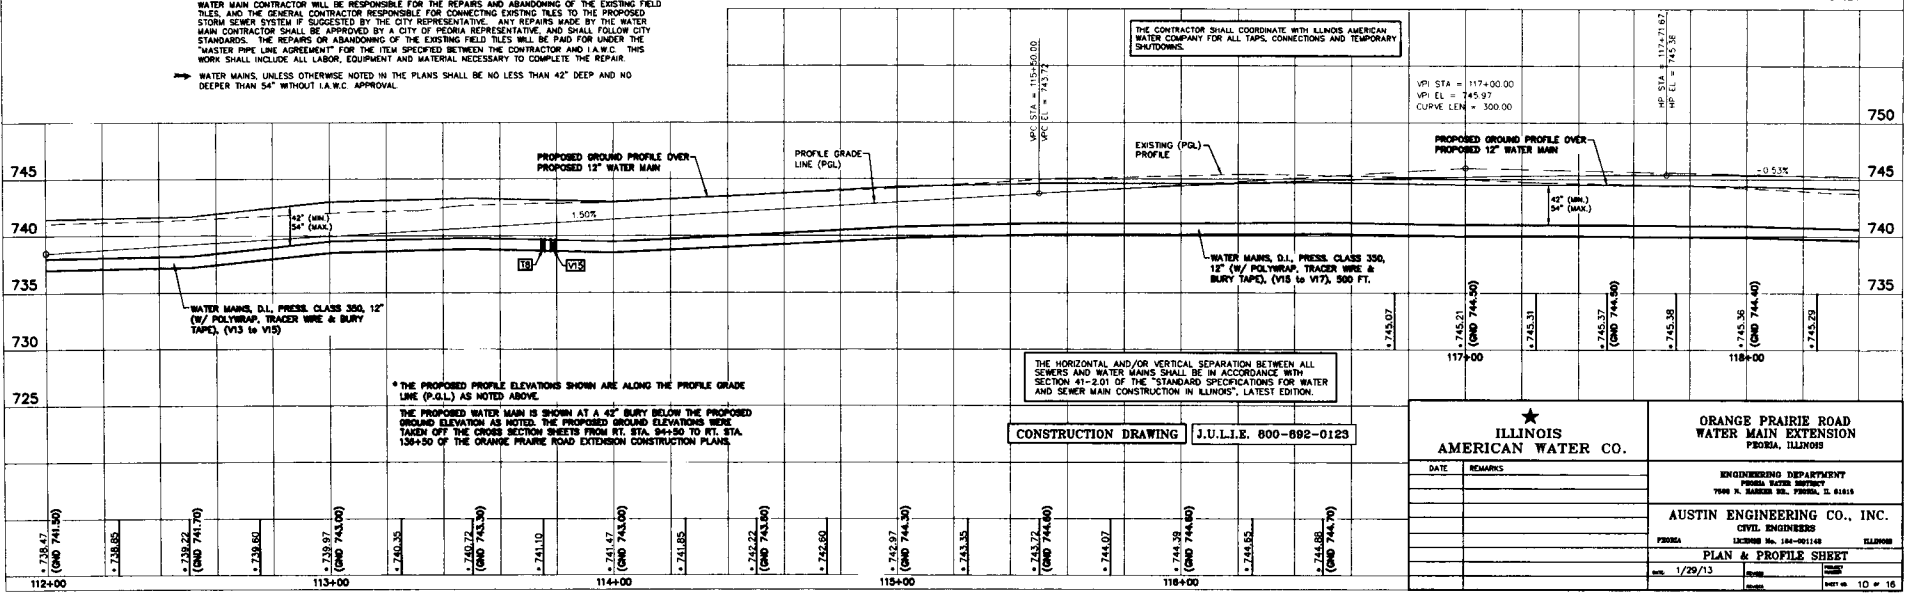 WATER MAIN CONTRACTOR WILL BE RESPONSIBLE FOR THE REPAIRS AND ABANDONING OF THE EXISTING FIELD
TILES, AND THE GENERAL CONTRACTOR RESPONSIBLE FOR CONNECTING EXISTING TILES TO THE PROPOSED
STORM SEWER SYSTEM IF SUGGESTED BY THE CITY REPRESENTATIVE. ANY REPAIRS MADE BY THE WATER
MAIN CONTRACTOR SHALL BE APPROVED BY A CITY OF PEORIA REPRESENTATIVE, AND SHALL FOLLOW CITY
STANDARDS. THE REPAIRS OR ABANDONING OF THE EXISTING FIELD TILES WILL BE PAID FOR UNDER THE
"MASTER PIPE LINE AGREEMENT" FOR THE ITEM SPECIFIED BETWEEN THE CONTRACTOR AND I.A.W.C. THIS
WORK SHALL INCLUDE ALL LABOR, EQUIPMENT AND MATERIAL NECESSARY TO COMPLETE THE REPAIR.
WATER MAINS, UNLESS OTHERWISE NOTED IN THE PLANS SHALL BE NO LESS THAN 42" DEEP AND NO
DEEPER THAN 54" WITHOUT I.A.W.C. APPROVAL
THE CONTRACTOR SHALL COORDINATE WITH ILLINOIS AMERICAN
WATER COMPANY FOR ALL TAPS, CONNECTIONS AND TEMPORARY
SHUTDOWNS.
VPC STA = 115+50.00
VPC EL = 743.72
VPI STA = 117+00.00
VPI EL = 745.97
CURVE LEN = 300.00
HP STA = 117+71.67
HP EL = 745.38
750
745
PROPOSED GROUND PROFILE OVER
PROPOSED 12" WATER MAIN
PROFILE GRADE
LINE (PGL)
EXISTING (PGL)
PROFILE
PROPOSED GROUND PROFILE OVER
PROPOSED 12" WATER MAIN
-0.53%
745
42" (MIN.)
54" (MAX.)
1.50%
42" (MIN.)
54" (MAX.)
740
740
T8
V15
WATER MAINS, D.I., PRESS. CLASS 350,
12" (W/ POLYWRAP, TRACER WIRE &
BURY TAPE), (V15 to V17), 500 FT.
735
735
WATER MAINS, D.I., PRESS. CLASS 350, 12"
(W/ POLYWRAP, TRACER WIRE & BURY
TAPE), (V13 to V15)
730
725
* 745.07
* 745.21
(GND 744.50)
* 745.31
* 745.37
(GND 744.50)
* 745.38
* 745.36
(GND 744.40)
* 745.29
117+00
118+00
THE HORIZONTAL AND/OR VERTICAL SEPARATION BETWEEN ALL
SEWERS AND WATER MAINS SHALL BE IN ACCORDANCE WITH
SECTION 41-2.01 OF THE "STANDARD SPECIFICATIONS FOR WATER
AND SEWER MAIN CONSTRUCTION IN ILLINOIS", LATEST EDITION.
* THE PROPOSED PROFILE ELEVATIONS SHOWN ARE ALONG THE PROFILE GRADE
LINE (P.G.L.) AS NOTED ABOVE.
THE PROPOSED WATER MAIN IS SHOWN AT A 42" BURY BELOW THE PROPOSED
GROUND ELEVATION AS NOTED. THE PROPOSED GROUND ELEVATIONS WERE
TAKEN OFF THE CROSS SECTION SHEETS FROM RT. STA. 94+50 TO RT. STA.
136+50 OF THE ORANGE PRAIRIE ROAD EXTENSION CONSTRUCTION PLANS.
CONSTRUCTION DRAWING
J.U.L.I.E. 800-892-0123
* 738.47
(GND 741.50)
* 738.85
* 739.22
(GND 741.70)
* 739.60
* 739.97
(GND 743.00)
* 740.35
* 740.72
(GND 743.30)
* 741.10
* 741.47
(GND 743.00)
* 741.85
* 742.22
(GND 743.80)
* 742.60
* 742.97
(GND 744.30)
* 743.35
* 743.72
(GND 744.60)
* 744.07
* 744.39
(GND 744.60)
* 744.65
* 744.88
(GND 744.70)
112+00
113+00
114+00
115+00
116+00
ILLINOIS
AMERICAN WATER CO.
DATE
REMARKS
ORANGE PRAIRIE ROAD
WATER MAIN EXTENSION
PEORIA, ILLINOIS
ENGINEERING DEPARTMENT
PEORIA WATER DISTRICT
AUSTIN ENGINEERING CO., INC.
CIVIL ENGINEERS
PEORIA
LICENSE No. 184-001148
ILLINOIS
PLAN & PROFILE SHEET
DATE: 1/29/13
SHEET NO. 10 OF 16